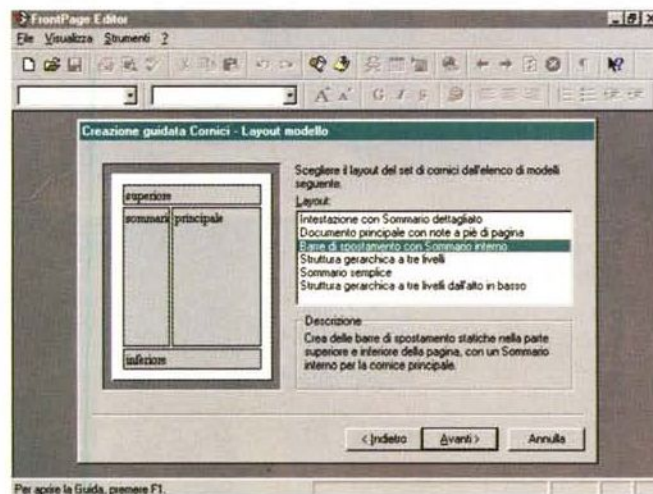 FrontPage Editor
File Visualizza Strumenti ?
A A G I S
Creazione guidata Cornici - Layout modello
superiore
sommari principale
inferiore
Scegliere il layout del set di cornici dall'elenco di modelli
seguente.
Layout:
Intestazione con Sommario dettagliato
Documento principale con note a piè di pagina
Barre di spostamento con Sommario interno
Struttura gerarchica a tre livelli
Sommario semplice
Struttura gerarchica a tre livelli dall'alto in basso
Descrizione
Crea delle barre di spostamento statiche nella parte
superiore e inferiore della pagina, con un Sommario
interno per la cornice principale.
< Indietro Avanti > Annulla
Per aprire la Guida, premere F1.